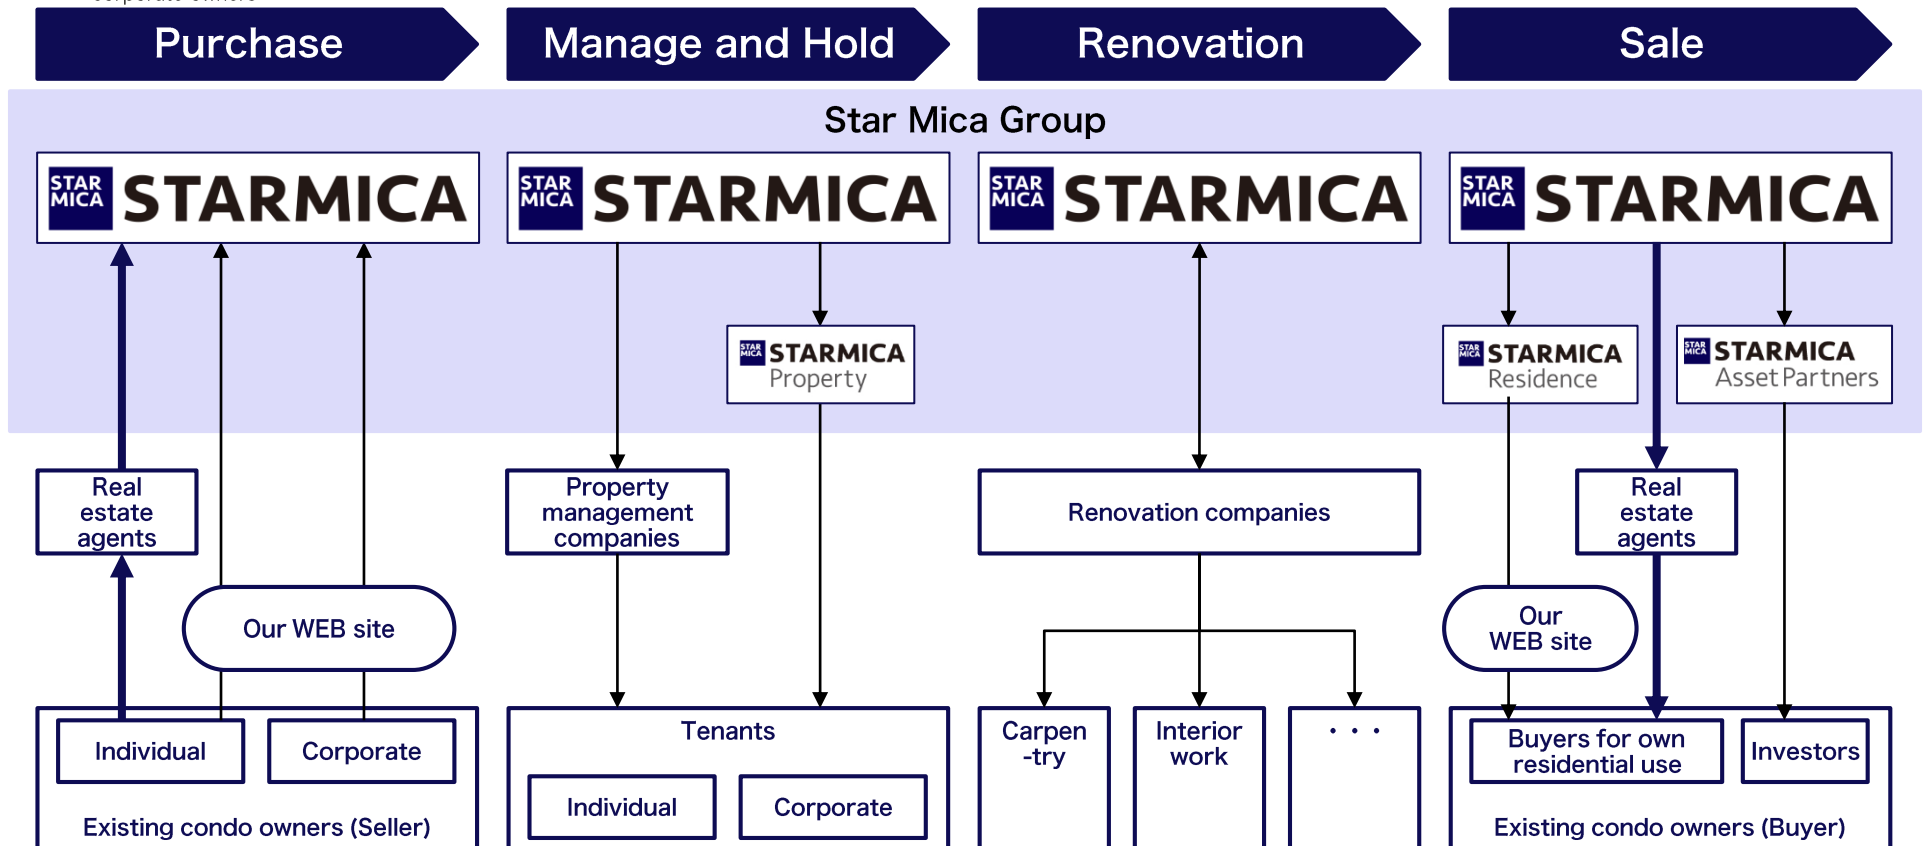 Purchase
Manage and Hold
Renovation
Sale
Star Mica Group
STAR
MICA
STARMICA
STAR
MICA
STARMICA
STAR
MICA
STARMICA
STAR
MICA
STARMICA
STAR
MICA
STARMICA
Property
STAR
MICA
STARMICA
Residence
STAR
MICA
STARMICA
Asset Partners
Real
estate
agents
Property
management
companies
Renovation companies
Real
estate
agents
Our WEB site
Our
WEB site
Individual
Corporate
Existing condo owners (Seller)
Tenants
Individual
Corporate
Carpen
-try
Interior
work
· · ·
Buyers for own
residential use
Investors
Existing condo owners (Buyer)